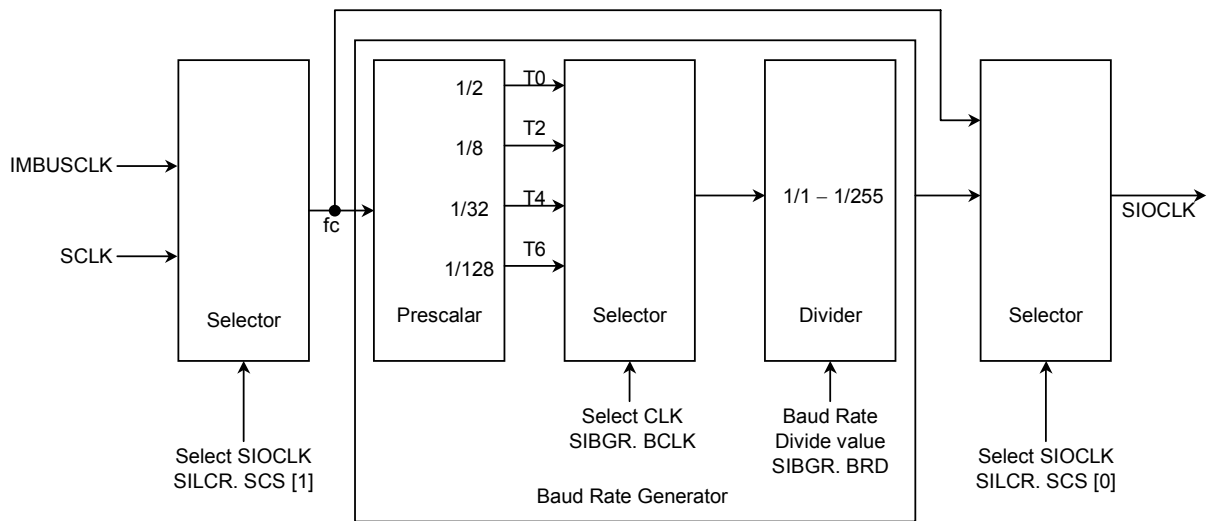 IMBUSCLK
SCLK
Selector
Select SIOCLK
SILCR. SCS [1]
fc
1/2
1/8
1/32
1/128
Prescalar
T0
T2
T4
T6
Selector
Select CLK
SIBGR. BCLK
1/1 – 1/255
Divider
Baud Rate
Divide value
SIBGR. BRD
Baud Rate Generator
Selector
Select SIOCLK
SILCR. SCS [0]
SIOCLK